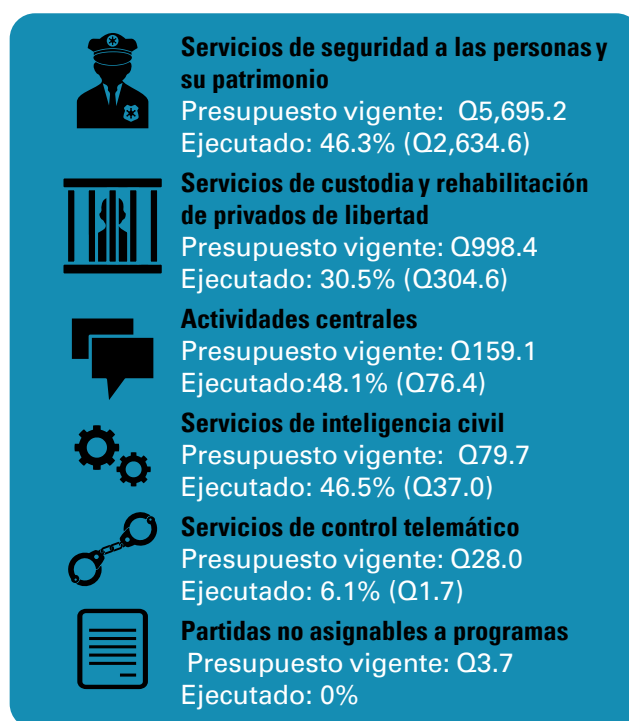 Servicios de seguridad a las personas y
su patrimonio
Presupuesto vigente: Q5,695.2
Ejecutado: 46.3% (Q2,634.6)
Servicios de custodia y rehabilitación
de privados de libertad
Presupuesto vigente: Q998.4
Ejecutado: 30.5% (Q304.6)
Actividades centrales
Presupuesto vigente: Q159.1
Ejecutado:48.1% (Q76.4)
Servicios de inteligencia civil
Presupuesto vigente: Q79.7
Ejecutado: 46.5% (Q37.0)
Servicios de control telemático
Presupuesto vigente: Q28.0
Ejecutado: 6.1% (Q1.7)
Partidas no asignables a programas
Presupuesto vigente: Q3.7
Ejecutado: 0%